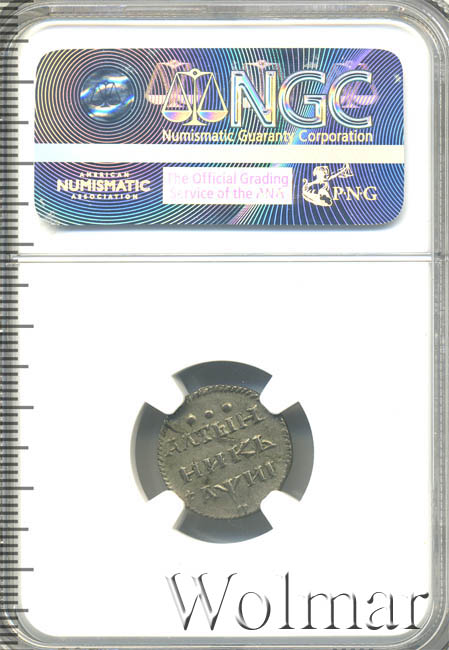 NGC
Numismatic Guaranty Corporation
AMERICAN
NUMISMATIC
ASSOCIATION
The Official Grading
Service of the ANA
PNG
АЛТЫН
НИКЪ
Wolmar